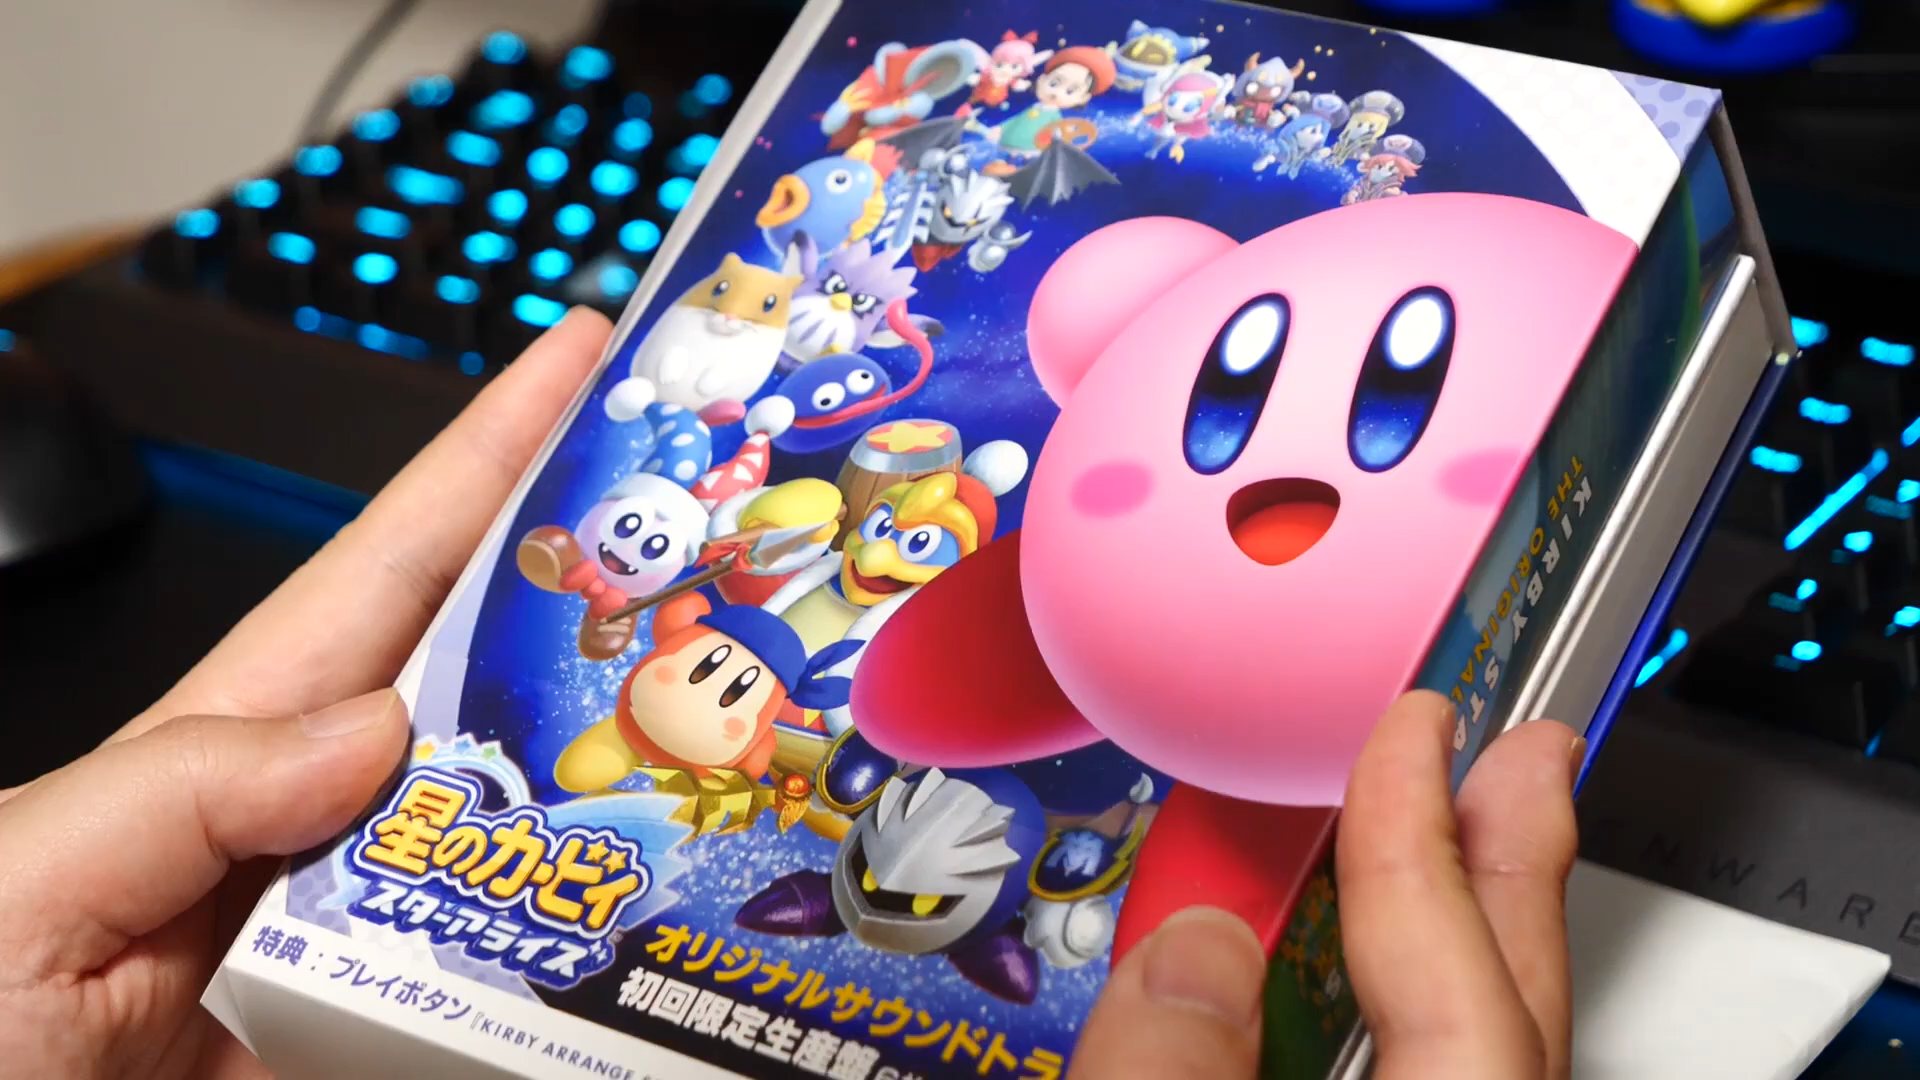 星のカービィ
スターアライズ
オリジナルサウンドトラ
初回限定生産盤
特典：プレイボタン『KIRBY ARRANGE
KIRBY STA
THE ORIGINAL
NWARE